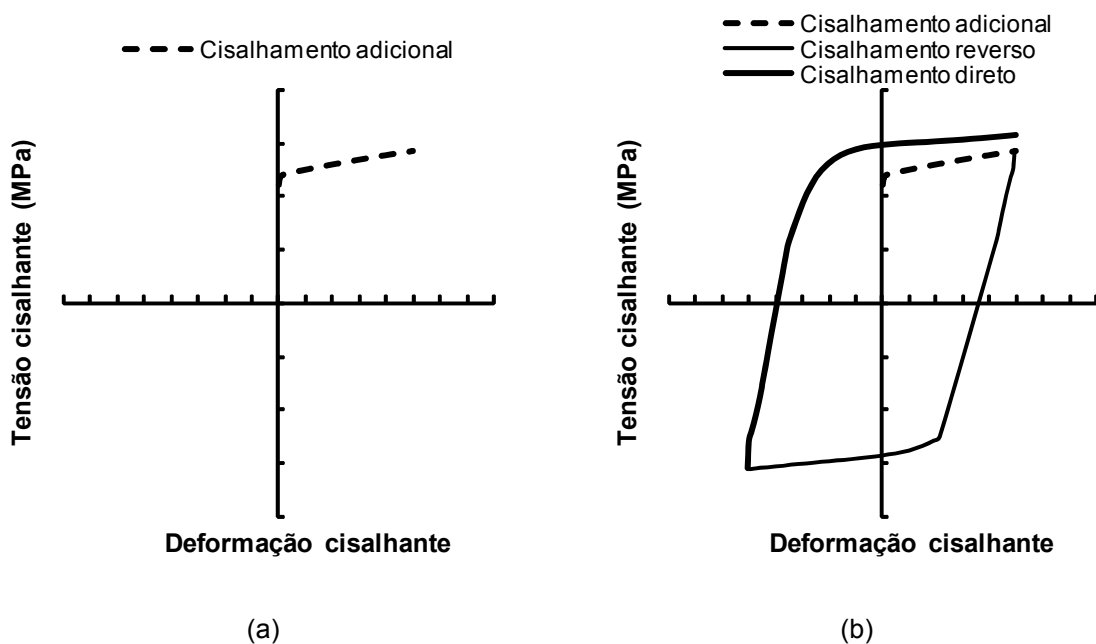 Cisalhamento adicional
Tensão cisalhante (MPa)
Deformação cisalhante
(a)
Cisalhamento adicional
Cisalhamento reverso
Cisalhamento direto
Tensão cisalhante (MPa)
Deformação cisalhante
(b)